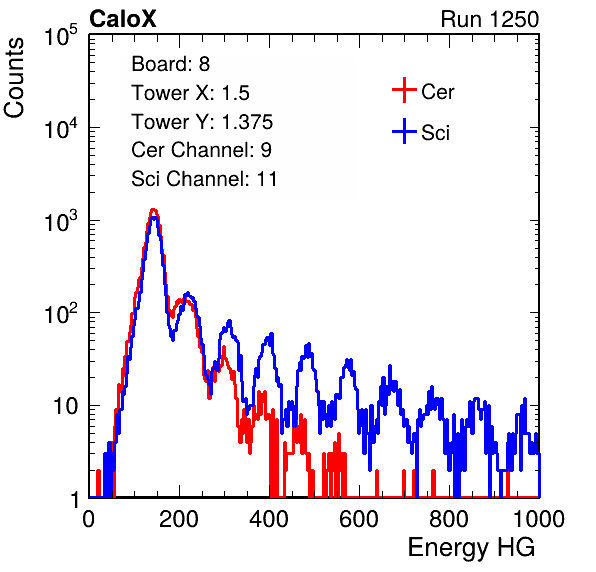 CaloX
Run 1250
Counts
10^5
10^4
10^3
10^2
10
1
Board: 8
Tower X: 1.5
Tower Y: 1.375
Cer Channel: 9
Sci Channel: 11
Cer
Sci
0 200 400 600 800 1000
Energy HG